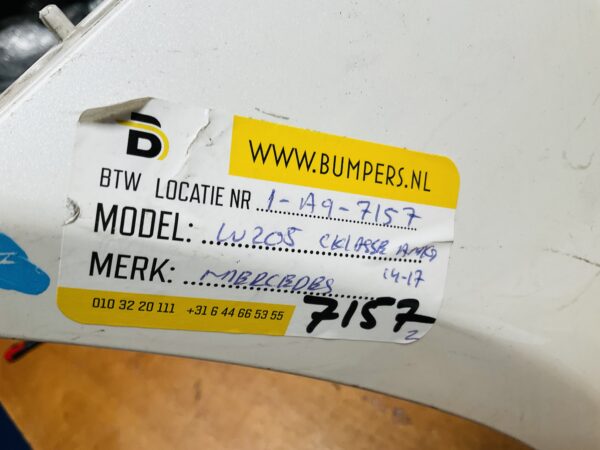 B
WWW.BUMPERS.NL
BTW LOCATIE NR 1-A9-7157
MODEL: W205 CKLASSE AMG
14-17
MERK: MERCEDES
010 32 20 111 +31 6 44 66 53 55
7157
2